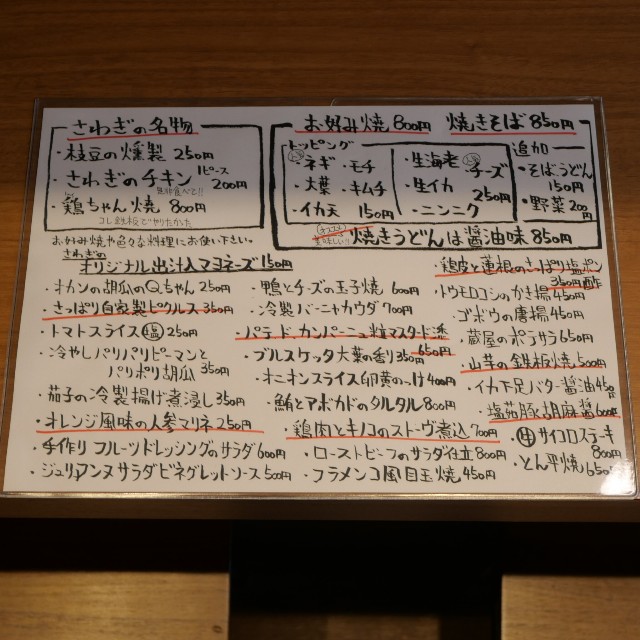 さわぎの名物
・枝豆の燻製 250円
・さわぎのチキン 1ピース 200円
是非食べて!!
・鶏ちゃん焼 800円
コレ鉄板でやりたかた
お好み焼 800円 焼きそば 850円
トッピング
・ネギ ・モチ
・大葉 ・キムチ
・イカ天 150円
・生海老 ・チーズ
・生イカ 250円
・ニンニク
追加
・そばうどん 150円
・野菜 200円
焼きうどんは醤油味 850円
お好み焼や色々な料理にお使い下さい。
さわぎの
オリジナル出汁入マヨネーズ 150円
・オカンの胡瓜のQちゃん 250円
・さっぱり自家製ピクルス 350円
・トマトスライス 塩 250円
・冷やしパリパリピーマンと
パリポリ胡瓜 350円
・茄子の冷製揚げ煮浸し 350円
・オレンジ風味の人参マリネ 250円
・手作りフルーツドレッシングのサラダ 600円
・ジュリアンヌサラダビネグレットソース 500円
・鴨とチーズの玉子焼 600円
・冷製バーニャカウダ 700円
・パテ・ド・カンパーニュ粒マスタード添 650円
・ブルスケッタ大葉の香り 350円
・オニオンスライス卵黄のっけ 400円
・鮪とアボカドのタルタル 800円
・鶏肉とキノコのストーヴ煮込 700円
・ローストビーフのサラダ仕立 800円
・フラメンコ風目玉焼 450円
・鶏皮と蓮根のさっぱり塩ポン酢 350円
・トウモロコシのかき揚 450円
・ゴボウの唐揚 450円
・蔵屋のポテサラ 650円
・山芋の鉄板焼 500円
・イカ下足バター醤油 450円
・塩茹豚と胡麻醤 600円
・牛サイコロステーキ 800円
・とん平焼 650円